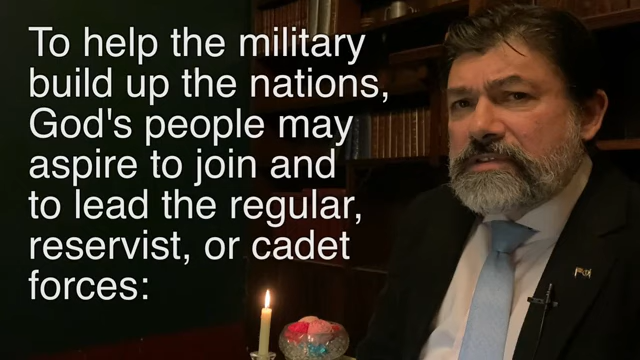 To help the military
build up the nations,
God's people may
aspire to join and
to lead the regular,
reservist, or cadet
forces: